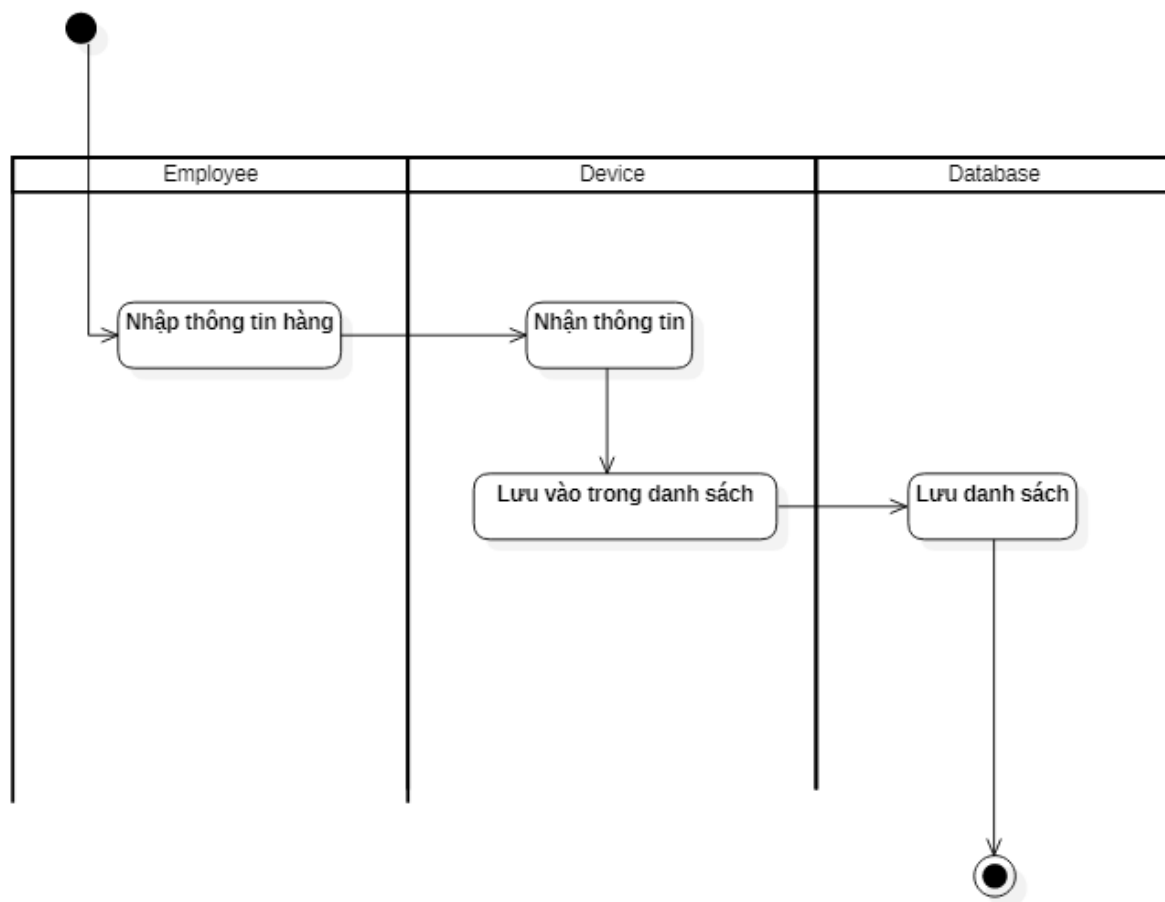 Employee
Device
Database
Nhập thông tin hàng
Nhận thông tin
Lưu vào trong danh sách
Lưu danh sách